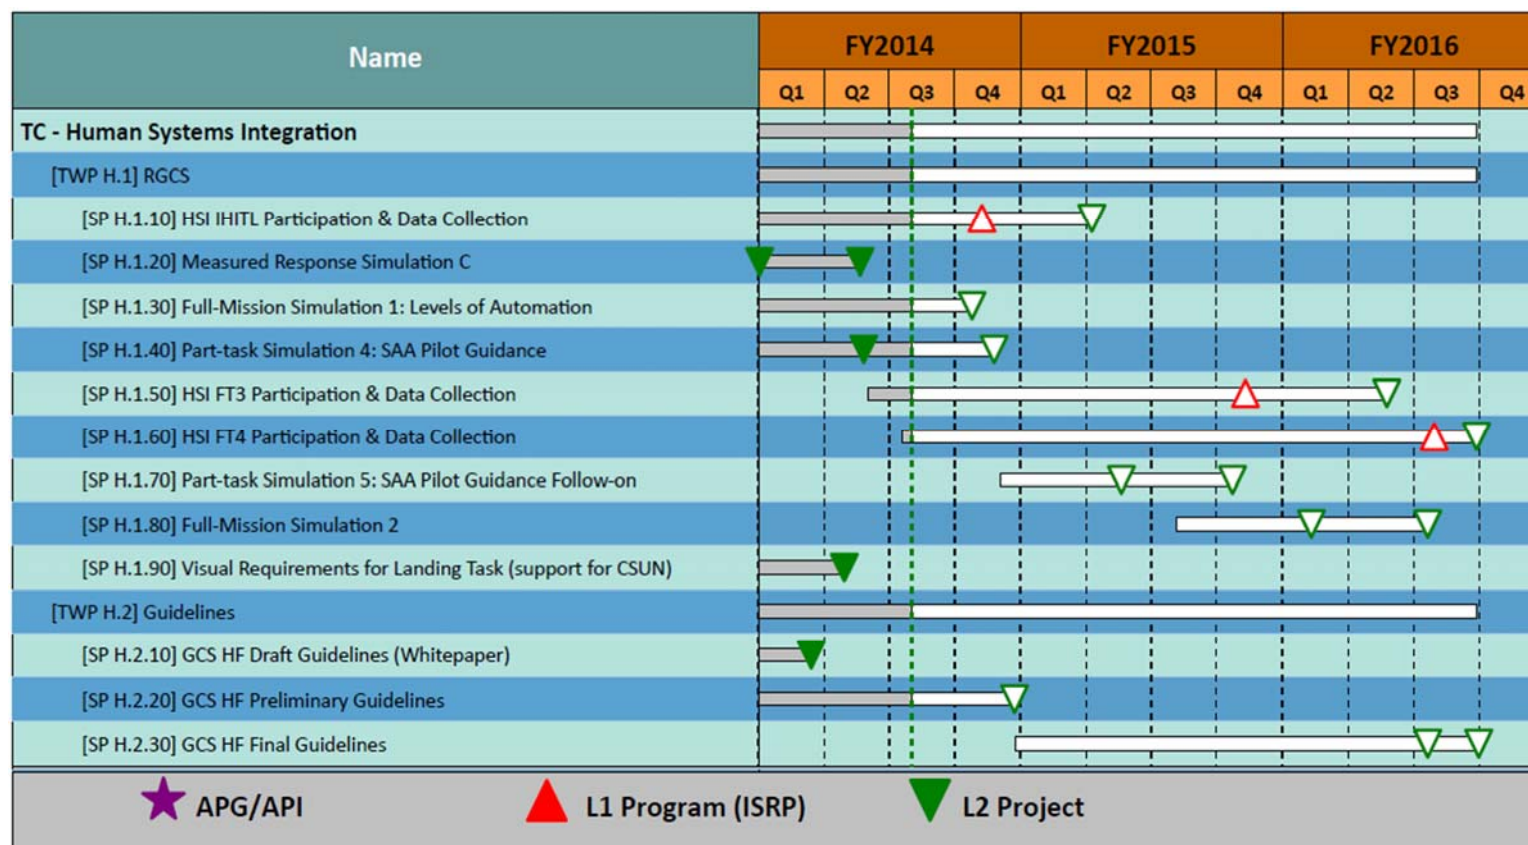 Name
FY2014 FY2015 FY2016
Q1 Q2 Q3 Q4 Q1 Q2 Q3 Q4 Q1 Q2 Q3 Q4
TC - Human Systems Integration
[TWP H.1] RGCS
[SP H.1.10] HSI IHITL Participation & Data Collection
[SP H.1.20] Measured Response Simulation C
[SP H.1.30] Full-Mission Simulation 1: Levels of Automation
[SP H.1.40] Part-task Simulation 4: SAA Pilot Guidance
[SP H.1.50] HSI FT3 Participation & Data Collection
[SP H.1.60] HSI FT4 Participation & Data Collection
[SP H.1.70] Part-task Simulation 5: SAA Pilot Guidance Follow-on
[SP H.1.80] Full-Mission Simulation 2
[SP H.1.90] Visual Requirements for Landing Task (support for CSUN)
[TWP H.2] Guidelines
[SP H.2.10] GCS HF Draft Guidelines (Whitepaper)
[SP H.2.20] GCS HF Preliminary Guidelines
[SP H.2.30] GCS HF Final Guidelines
APG/API L1 Program (ISRP) L2 Project